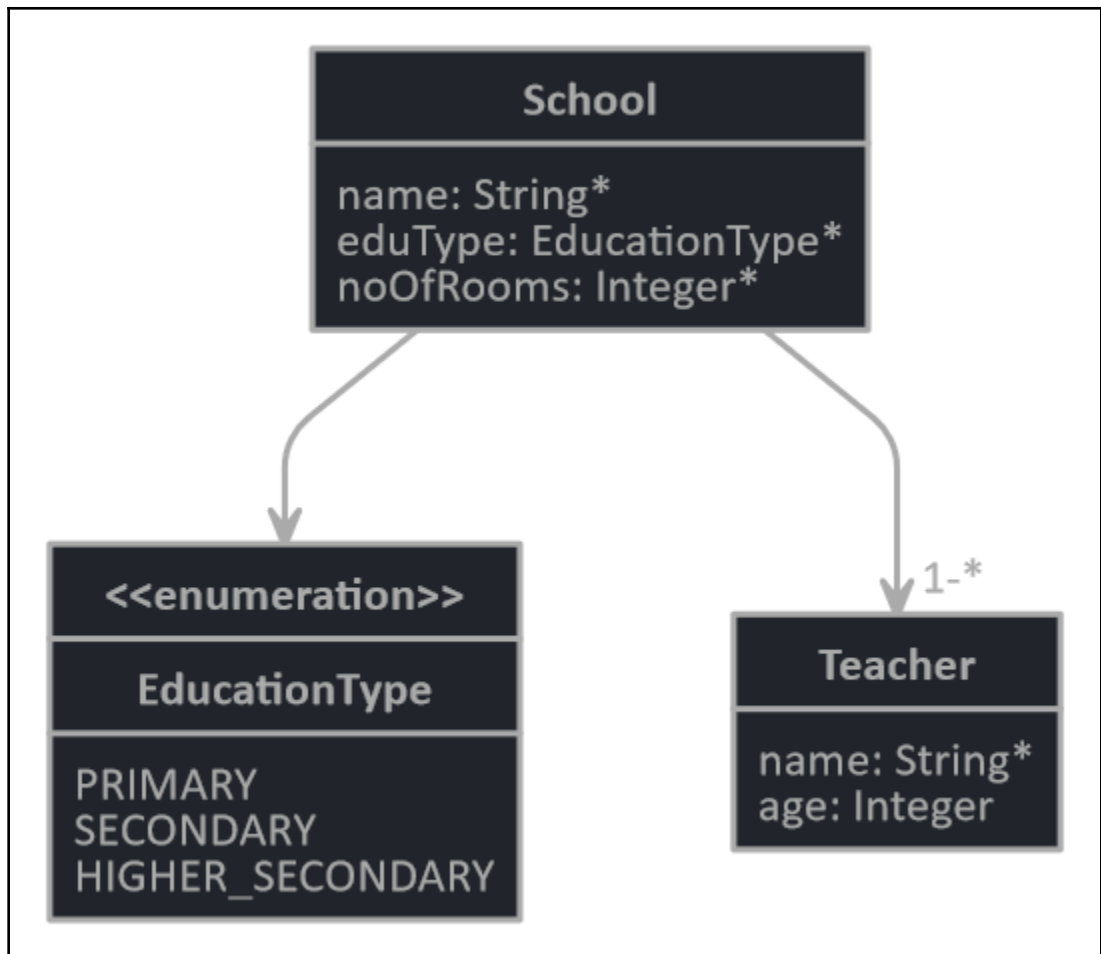 School
name: String*
eduType: EducationType*
noOfRooms: Integer*
<<enumeration>>
EducationType
PRIMARY
SECONDARY
HIGHER_SECONDARY
1-*
Teacher
name: String*
age: Integer